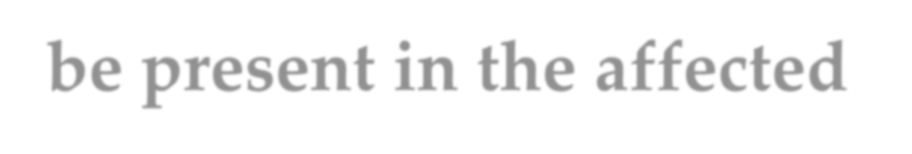 be present in the affected